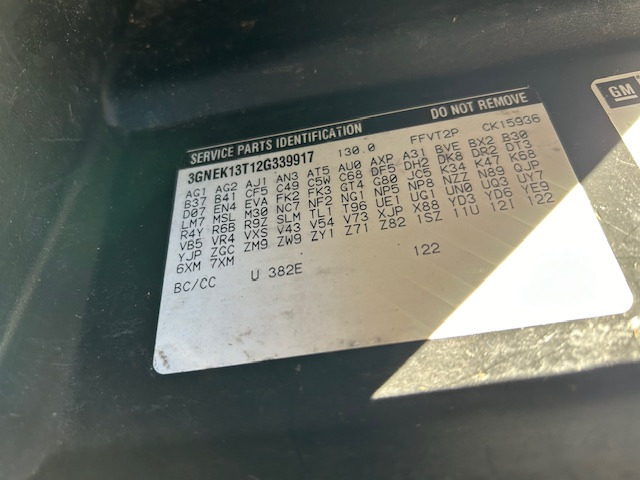 SERVICE PARTS IDENTIFICATION DO NOT REMOVE
3GNEK13T12G339917 130.0 FFVT2P CK15936
AG1 AG2 AJ1 AN3 AT5 AU0 AXP A31 BVE BX2 B30
B37 B41 CF5 C49 C5W C68 DF5 DH2 DK8 DR2 DT3
D07 EN4 EVA FK2 FK3 GT4 G80 JC5 K34 K47 K68
LM7 MSL M30 NC7 NF2 NG1 NP5 NP8 NZZ N89 QJP
R4Y R6B R9Z SLM TL1 T96 UE1 UG1 UN0 UQ3 UY7
VB5 VR4 VXS V43 V54 V73 XJP X88 YD3 YD6 YE9
YJP ZGC ZM9 ZW9 ZY1 Z71 Z82 1SZ 11U 12I 122
6XM 7XM
BC/CC U 382E 122
GM